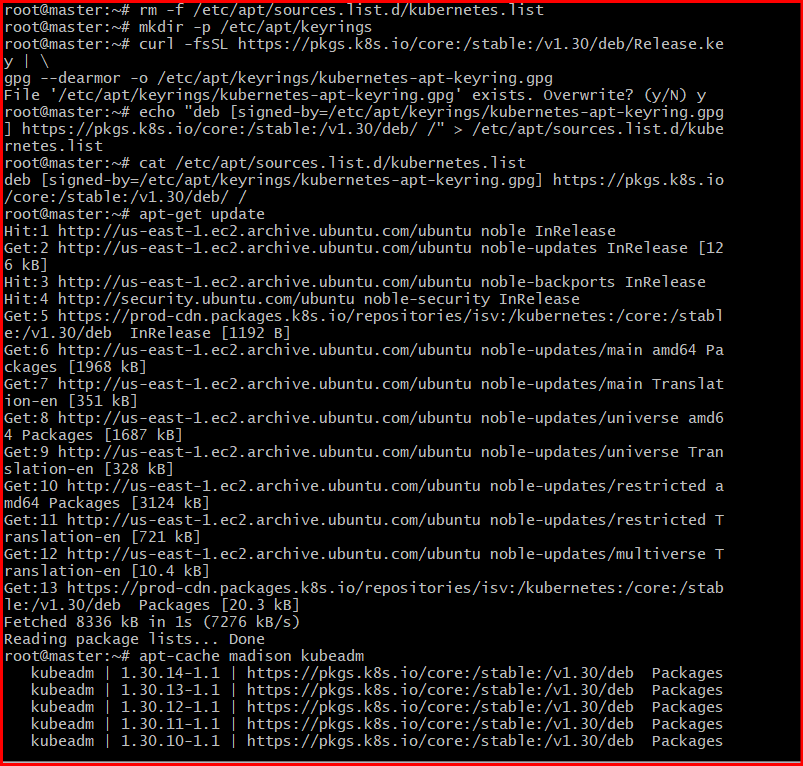 root@master:~# rm -f /etc/apt/sources.list.d/kubernetes.list
root@master:~# mkdir -p /etc/apt/keyrings
root@master:~# curl -fsSL https://pkgs.k8s.io/core:/stable:/v1.30/deb/Release.ke
y | \
gpg --dearmor -o /etc/apt/keyrings/kubernetes-apt-keyring.gpg
File '/etc/apt/keyrings/kubernetes-apt-keyring.gpg' exists. Overwrite? (y/N) y
root@master:~# echo "deb [signed-by=/etc/apt/keyrings/kubernetes-apt-keyring.gpg
] https://pkgs.k8s.io/core:/stable:/v1.30/deb/ /" > /etc/apt/sources.list.d/kube
rnetes.list
root@master:~# cat /etc/apt/sources.list.d/kubernetes.list
deb [signed-by=/etc/apt/keyrings/kubernetes-apt-keyring.gpg] https://pkgs.k8s.io
/core:/stable:/v1.30/deb/ /
root@master:~# apt-get update
Hit:1 http://us-east-1.ec2.archive.ubuntu.com/ubuntu noble InRelease
Get:2 http://us-east-1.ec2.archive.ubuntu.com/ubuntu noble-updates InRelease [12
6 kB]
Hit:3 http://us-east-1.ec2.archive.ubuntu.com/ubuntu noble-backports InRelease
Hit:4 http://security.ubuntu.com/ubuntu noble-security InRelease
Get:5 https://prod-cdn.packages.k8s.io/repositories/isv:/kubernetes:/core:/stabl
e:/v1.30/deb  InRelease [1192 B]
Get:6 http://us-east-1.ec2.archive.ubuntu.com/ubuntu noble-updates/main amd64 Pa
ckages [1968 kB]
Get:7 http://us-east-1.ec2.archive.ubuntu.com/ubuntu noble-updates/main Translat
ion-en [351 kB]
Get:8 http://us-east-1.ec2.archive.ubuntu.com/ubuntu noble-updates/universe amd6
4 Packages [1687 kB]
Get:9 http://us-east-1.ec2.archive.ubuntu.com/ubuntu noble-updates/universe Tran
slation-en [328 kB]
Get:10 http://us-east-1.ec2.archive.ubuntu.com/ubuntu noble-updates/restricted a
md64 Packages [3124 kB]
Get:11 http://us-east-1.ec2.archive.ubuntu.com/ubuntu noble-updates/restricted T
ranslation-en [721 kB]
Get:12 http://us-east-1.ec2.archive.ubuntu.com/ubuntu noble-updates/multiverse T
ranslation-en [10.4 kB]
Get:13 https://prod-cdn.packages.k8s.io/repositories/isv:/kubernetes:/core:/stab
le:/v1.30/deb  Packages [20.3 kB]
Fetched 8336 kB in 1s (7276 kB/s)
Reading package lists... Done
root@master:~# apt-cache madison kubeadm
   kubeadm | 1.30.14-1.1 | https://pkgs.k8s.io/core:/stable:/v1.30/deb  Packages
   kubeadm | 1.30.13-1.1 | https://pkgs.k8s.io/core:/stable:/v1.30/deb  Packages
   kubeadm | 1.30.12-1.1 | https://pkgs.k8s.io/core:/stable:/v1.30/deb  Packages
   kubeadm | 1.30.11-1.1 | https://pkgs.k8s.io/core:/stable:/v1.30/deb  Packages
   kubeadm | 1.30.10-1.1 | https://pkgs.k8s.io/core:/stable:/v1.30/deb  Packages